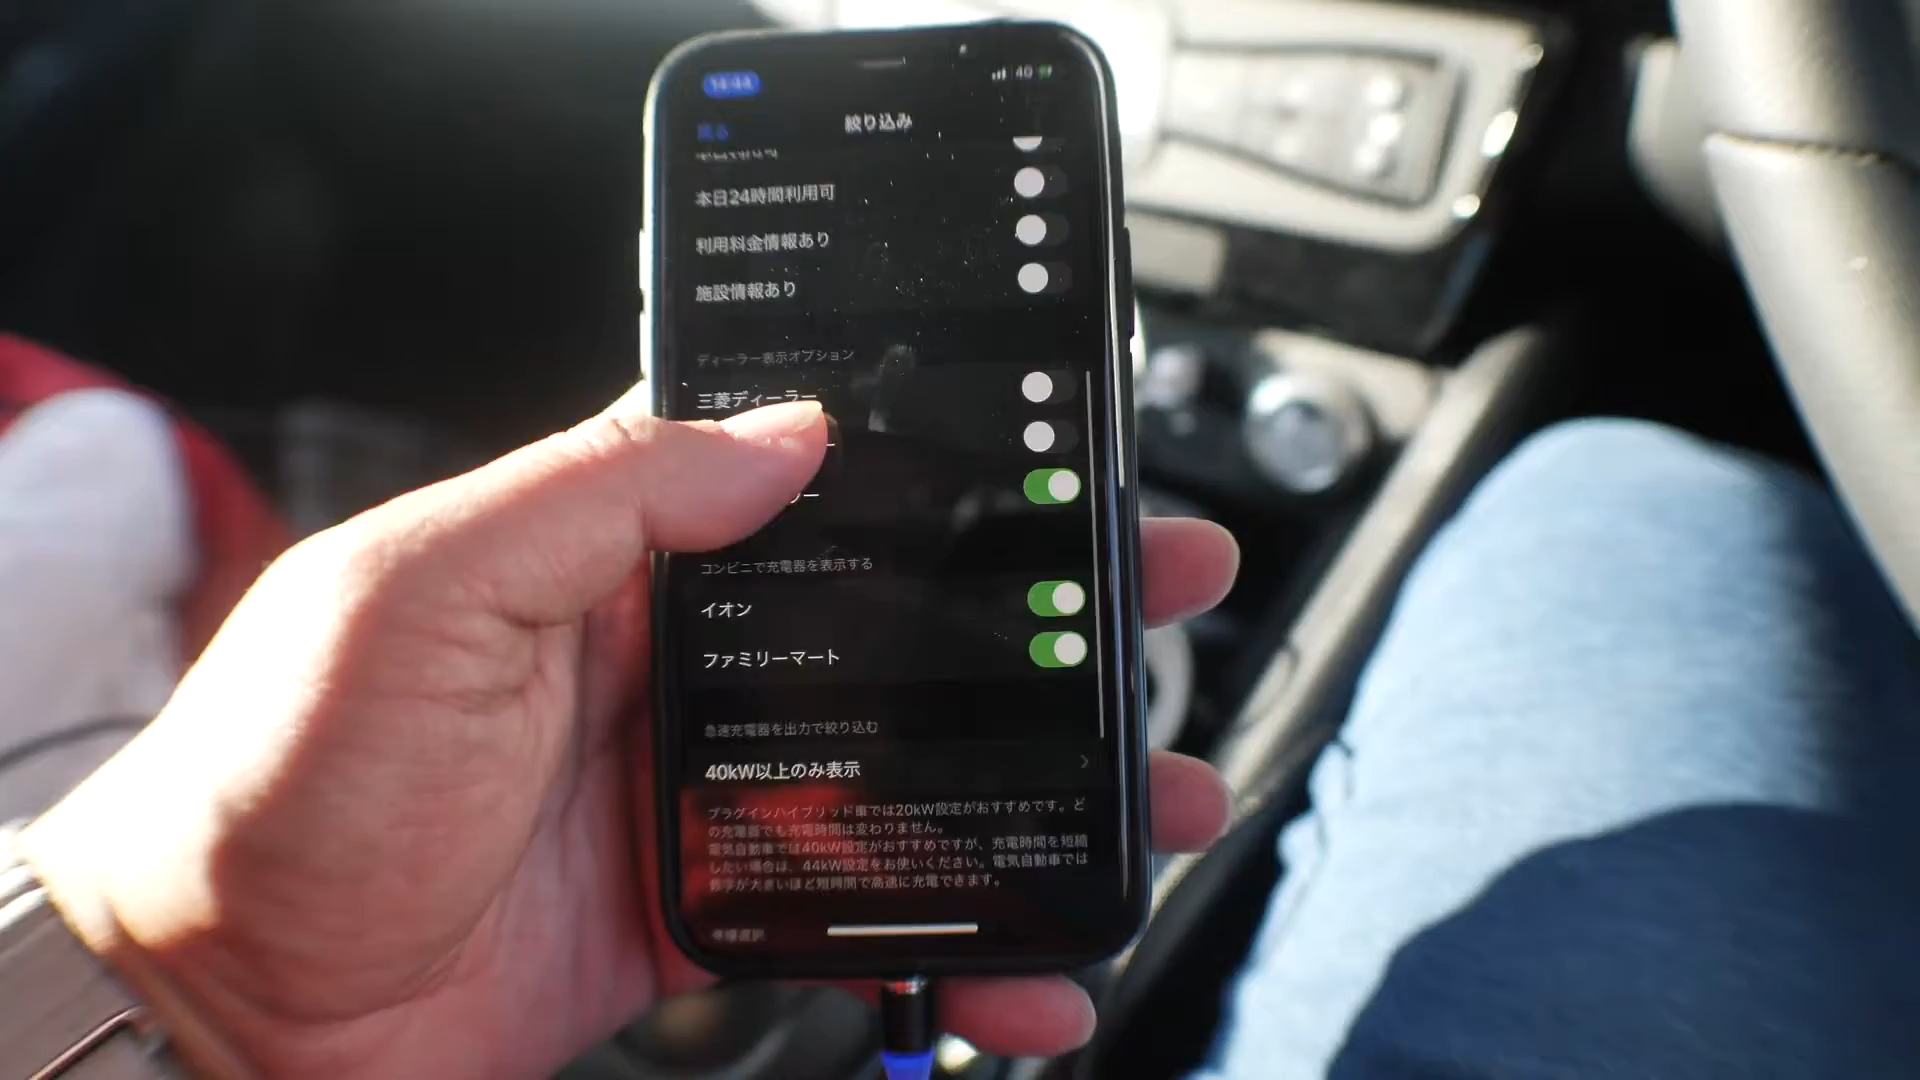 4G
戻る
絞り込み
本日24時間利用可
利用料金情報あり
施設情報あり
ディーラー表示オプション
三菱ディーラー
ー
ラー
コンビニで充電器を表示する
イオン
ファミリーマート
急速充電器を出力で絞り込む
40kW以上のみ表示
プラグインハイブリッド車では20kW設定がおすすめです。ど
の充電器でも充電時間は変わりません。
電気自動車では40kW設定がおすすめですが、充電時間を短縮
したい場合は、44kW設定をお使いください。電気自動車では
数字が大きいほど短時間で高速に充電できます。
車種選択